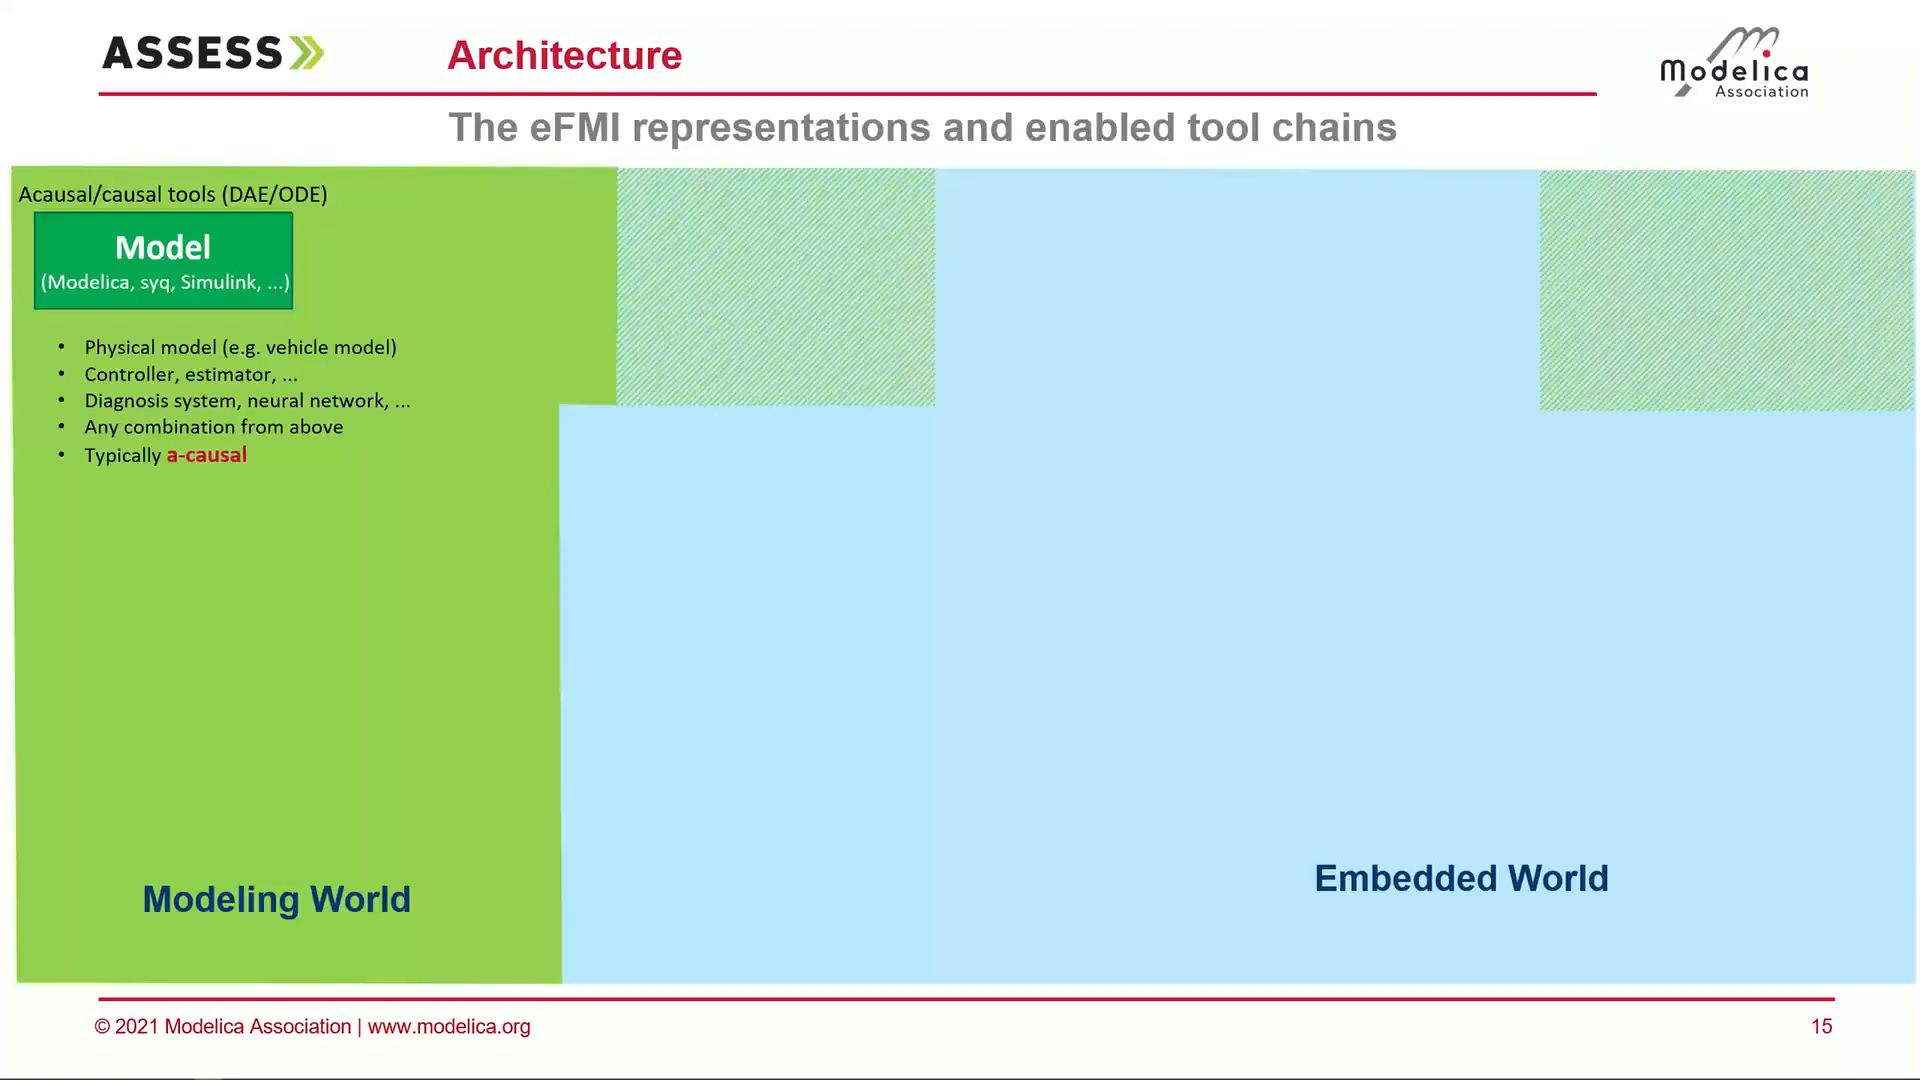 ASSESS
Architecture
Modelica
Association
The eFMI representations and enabled tool chains
Acausal/causal tools (DAE/ODE)
Model
(Modelica, syq, Simulink, ...)
• Physical model (e.g. vehicle model)
• Controller, estimator, ...
• Diagnosis system, neural network, ...
• Any combination from above
• Typically a-causal
Modeling World
Embedded World
© 2021 Modelica Association | www.modelica.org
15